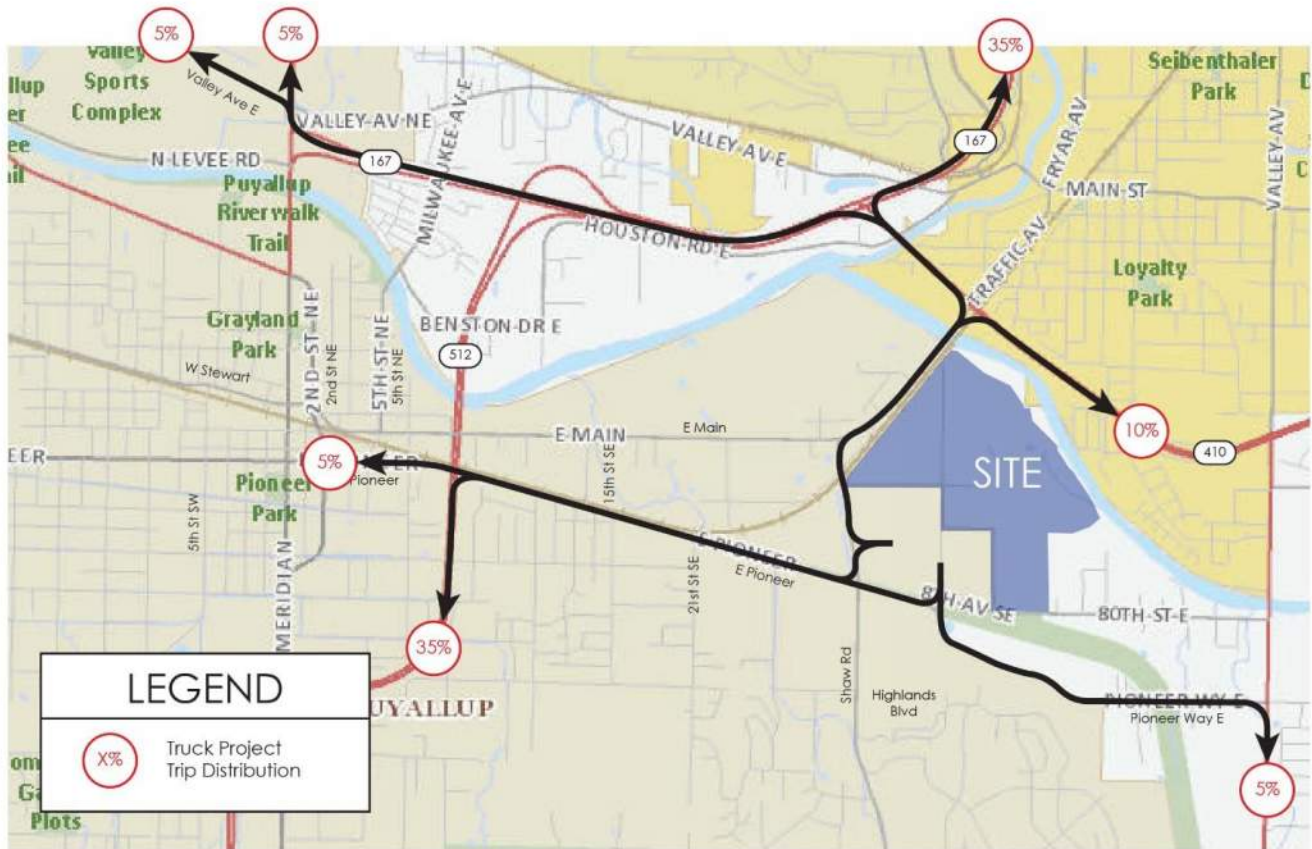 5%
5%
35%
Valley
Sports
Complex
Valley Ave E
Seibenthaler
Park
VALLEY AV NE
MILWAUKEE AV E
VALLEY AV E
167
167
FRYAR AV
MAIN ST
VALLEY AV
N LEVEE RD
Puyallup
Riverwalk
Trail
HOUSTON RD E
TRAFFIC AV
Loyalty
Park
Grayland
Park
BENSTON DR E
512
W Stewart
2ND ST NE
2nd St NE
5TH ST NE
5th St NE
E MAIN
E Main
10%
410
SITE
5%
Pioneer
Pioneer
Park
5th St SW
15th St SE
E PIONEER
E Pioneer
21st St SE
8TH AV SE
80TH ST E
MERIDIAN
35%
Shaw Rd
Highlands
Blvd
PIONEER WY E
Pioneer Way E
5%
UYALLUP
LEGEND
X%
Truck Project
Trip Distribution
Plots